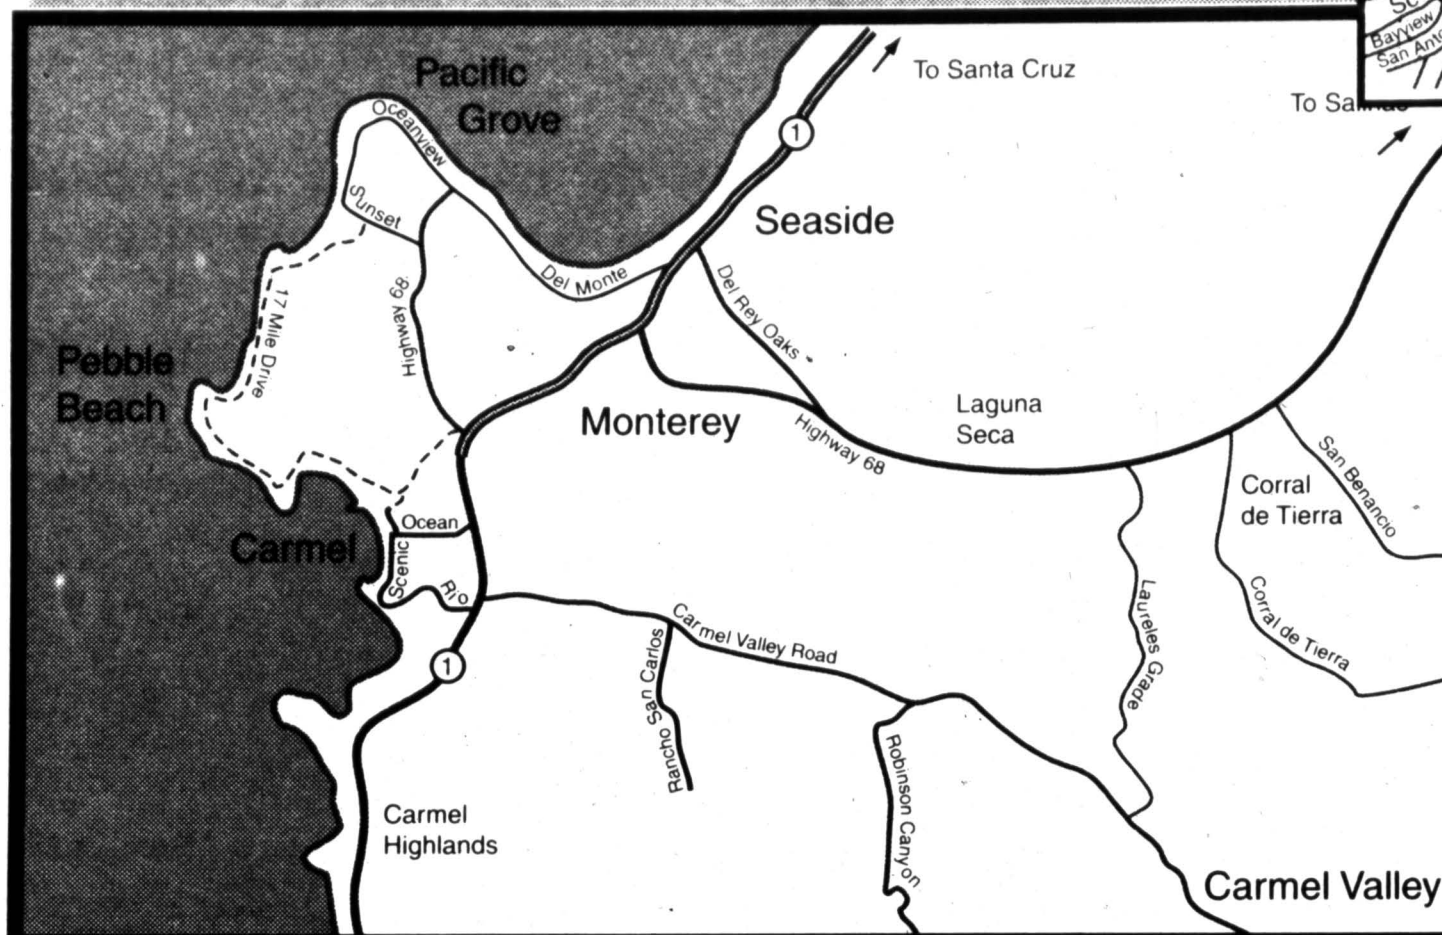 Bayview
Pacific
Grove
Oceanview
To Santa Cruz
To Salinas
1
Sunset
Seaside
Del Monte
Del Rey Oaks
Highway 68
17 Mile Drive
Pebble
Beach
Monterey
Laguna
Seca
Highway 68
San Benancio
Corral
de Tierra
Ocean
Carmel
Scenic
Rio
Carmel Valley Road
Laureles Grade
Corral de Tierra
1
Rancho San Carlos
Robinson Canyon
Carmel
Highlands
Carmel Valley